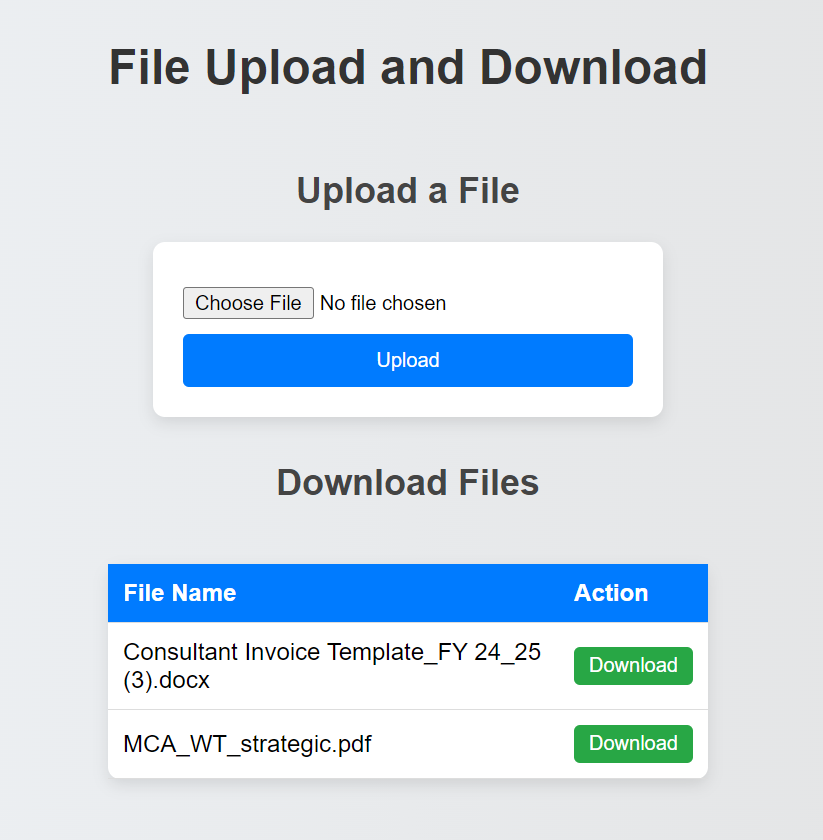 File Upload and Download
Upload a File
Choose File No file chosen
Upload
Download Files
File Name Action
Consultant Invoice Template_FY 24_25
(3).docx
Download
MCA_WT_strategic.pdf Download